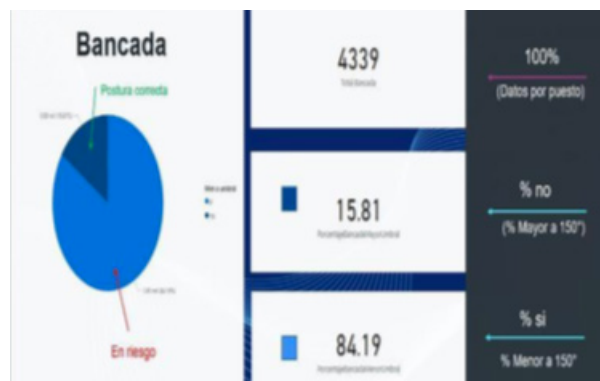 Bancada
Postura correcta
En riesgo
4339
Total Bancada
15.81
84.19
100%
(Datos por puesto)
% no
(% Mayor a 150°)
% si
% Menor a 150°